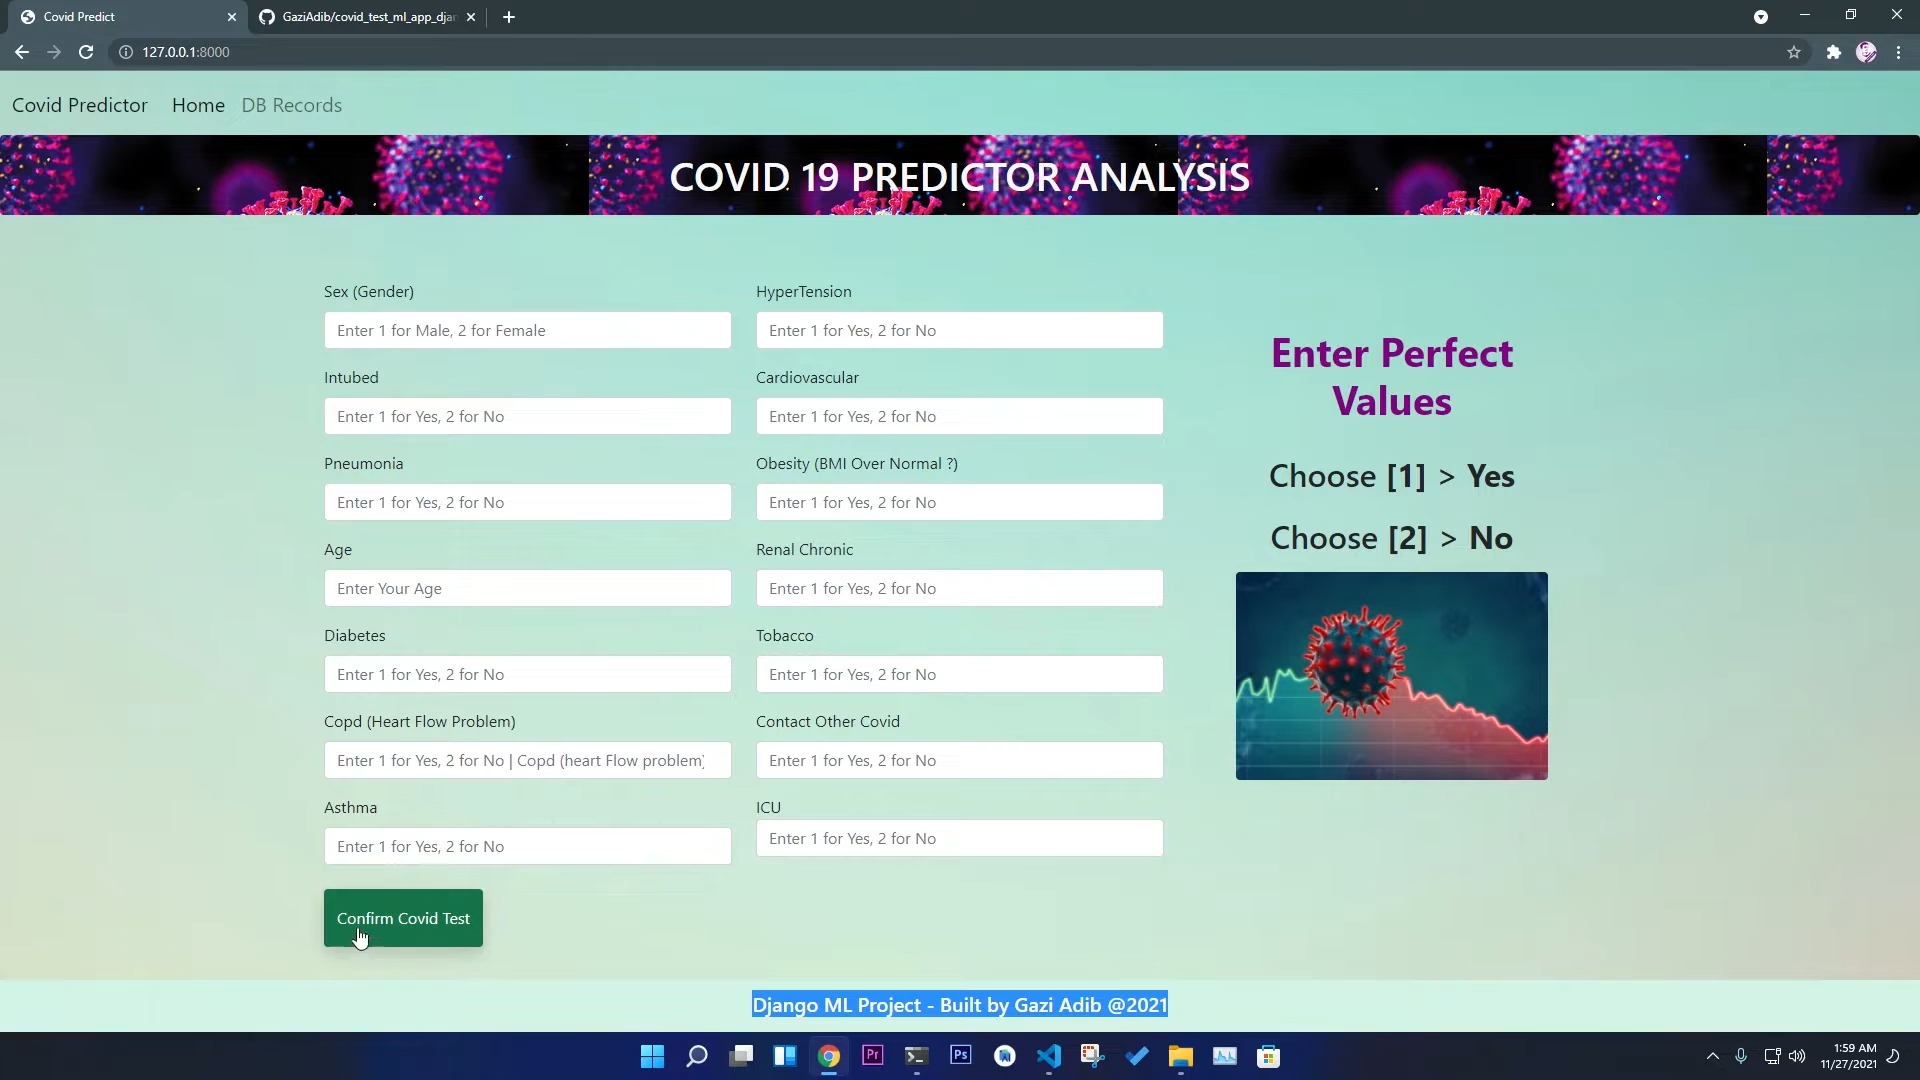 Covid Predict
GaziAdib/covid_test_ml_app_djan
127.0.0.1:8000
Covid Predictor
Home
DB Records
COVID 19 PREDICTOR ANALYSIS
Sex (Gender)
Enter 1 for Male, 2 for Female
Intubed
Enter 1 for Yes, 2 for No
Pneumonia
Enter 1 for Yes, 2 for No
Age
Enter Your Age
Diabetes
Enter 1 for Yes, 2 for No
Copd (Heart Flow Problem)
Enter 1 for Yes, 2 for No | Copd (heart Flow problem)
Asthma
Enter 1 for Yes, 2 for No
Confirm Covid Test
HyperTension
Enter 1 for Yes, 2 for No
Cardiovascular
Enter 1 for Yes, 2 for No
Obesity (BMI Over Normal ?)
Enter 1 for Yes, 2 for No
Renal Chronic
Enter 1 for Yes, 2 for No
Tobacco
Enter 1 for Yes, 2 for No
Contact Other Covid
Enter 1 for Yes, 2 for No
ICU
Enter 1 for Yes, 2 for No
Enter Perfect
Values
Choose [1] > Yes
Choose [2] > No
Django ML Project - Built by Gazi Adib @2021
Pr
Ps
1:59 AM
11/27/2021